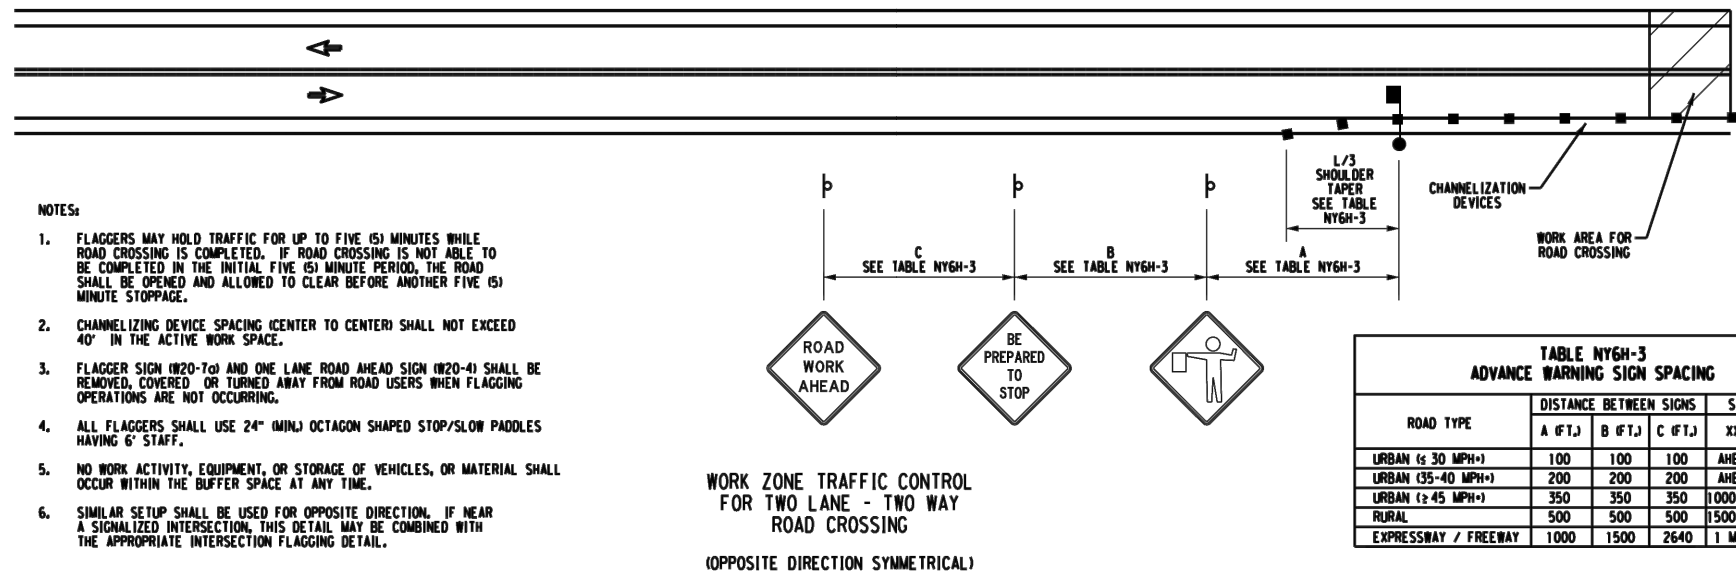 L/3
SHOULDER
TAPER
SEE TABLE
NY6H-3
CHANNELIZATION
DEVICES
WORK AREA FOR
ROAD CROSSING
C
SEE TABLE NY6H-3
B
SEE TABLE NY6H-3
A
SEE TABLE NY6H-3
NOTES:
1. FLAGGERS MAY HOLD TRAFFIC FOR UP TO FIVE (5) MINUTES WHILE
ROAD CROSSING IS COMPLETED. IF ROAD CROSSING IS NOT ABLE TO
BE COMPLETED IN THE INITIAL FIVE (5) MINUTE PERIOD, THE ROAD
SHALL BE OPENED AND ALLOWED TO CLEAR BEFORE ANOTHER FIVE (5)
MINUTE STOPPAGE.
2. CHANNELIZING DEVICE SPACING (CENTER TO CENTER) SHALL NOT EXCEED
40' IN THE ACTIVE WORK SPACE.
3. FLAGGER SIGN (W20-7a) AND ONE LANE ROAD AHEAD SIGN (W20-4) SHALL BE
REMOVED, COVERED OR TURNED AWAY FROM ROAD USERS WHEN FLAGGING
OPERATIONS ARE NOT OCCURRING.
4. ALL FLAGGERS SHALL USE 24" (MIN.) OCTAGON SHAPED STOP/SLOW PADDLES
HAVING 6' STAFF.
5. NO WORK ACTIVITY, EQUIPMENT, OR STORAGE OF VEHICLES, OR MATERIAL SHALL
OCCUR WITHIN THE BUFFER SPACE AT ANY TIME.
6. SIMILAR SETUP SHALL BE USED FOR OPPOSITE DIRECTION. IF NEAR
A SIGNALIZED INTERSECTION, THIS DETAIL MAY BE COMBINED WITH
THE APPROPRIATE INTERSECTION FLAGGING DETAIL.
ROAD
WORK
AHEAD
BE
PREPARED
TO
STOP
WORK ZONE TRAFFIC CONTROL
FOR TWO LANE - TWO WAY
ROAD CROSSING
(OPPOSITE DIRECTION SYMMETRICAL)
TABLE NY6H-3
ADVANCE WARNING SIGN SPACING
ROAD TYPE
DISTANCE BETWEEN SIGNS
A (FT.) B (FT.) C (FT.)
URBAN (≤ 30 MPH*) 100 100 100
URBAN (35-40 MPH*) 200 200 200
URBAN (≥ 45 MPH*) 350 350 350 1000
RURAL 500 500 500 1500
EXPRESSWAY / FREEWAY 1000 1500 2640 1